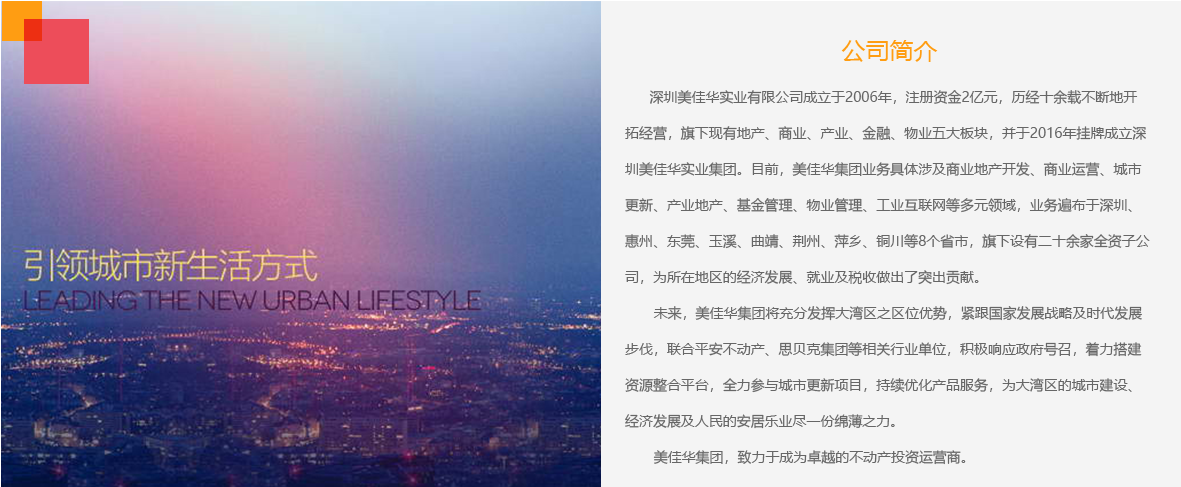 引领城市新生活方式
LEADING THE NEW URBAN LIFESTYLE
公司简介
深圳美佳华实业有限公司成立于2006年，注册资金2亿元，历经十余载不断地开
拓经营，旗下现有地产、商业、产业、金融、物业五大板块，并于2016年挂牌成立深
圳美佳华实业集团。目前，美佳华集团业务具体涉及商业地产开发、商业运营、城市
更新、产业地产、基金管理、物业管理、工业互联网等多元领域，业务遍布于深圳、
惠州、东莞、玉溪、曲靖、荆州、萍乡、铜川等8个省市，旗下设有二十余家全资子公
司，为所在地区的经济发展、就业及税收做出了突出贡献。
未来，美佳华集团将充分发挥大湾区之区位优势，紧跟国家发展战略及时代发展
步伐，联合平安不动产、思贝克集团等相关行业单位，积极响应政府号召，着力搭建
资源整合平台，全力参与城市更新项目，持续优化产品服务，为大湾区的城市建设、
经济发展及人民的安居乐业尽一份绵薄之力。
美佳华集团，致力于成为卓越的不动产投资运营商。